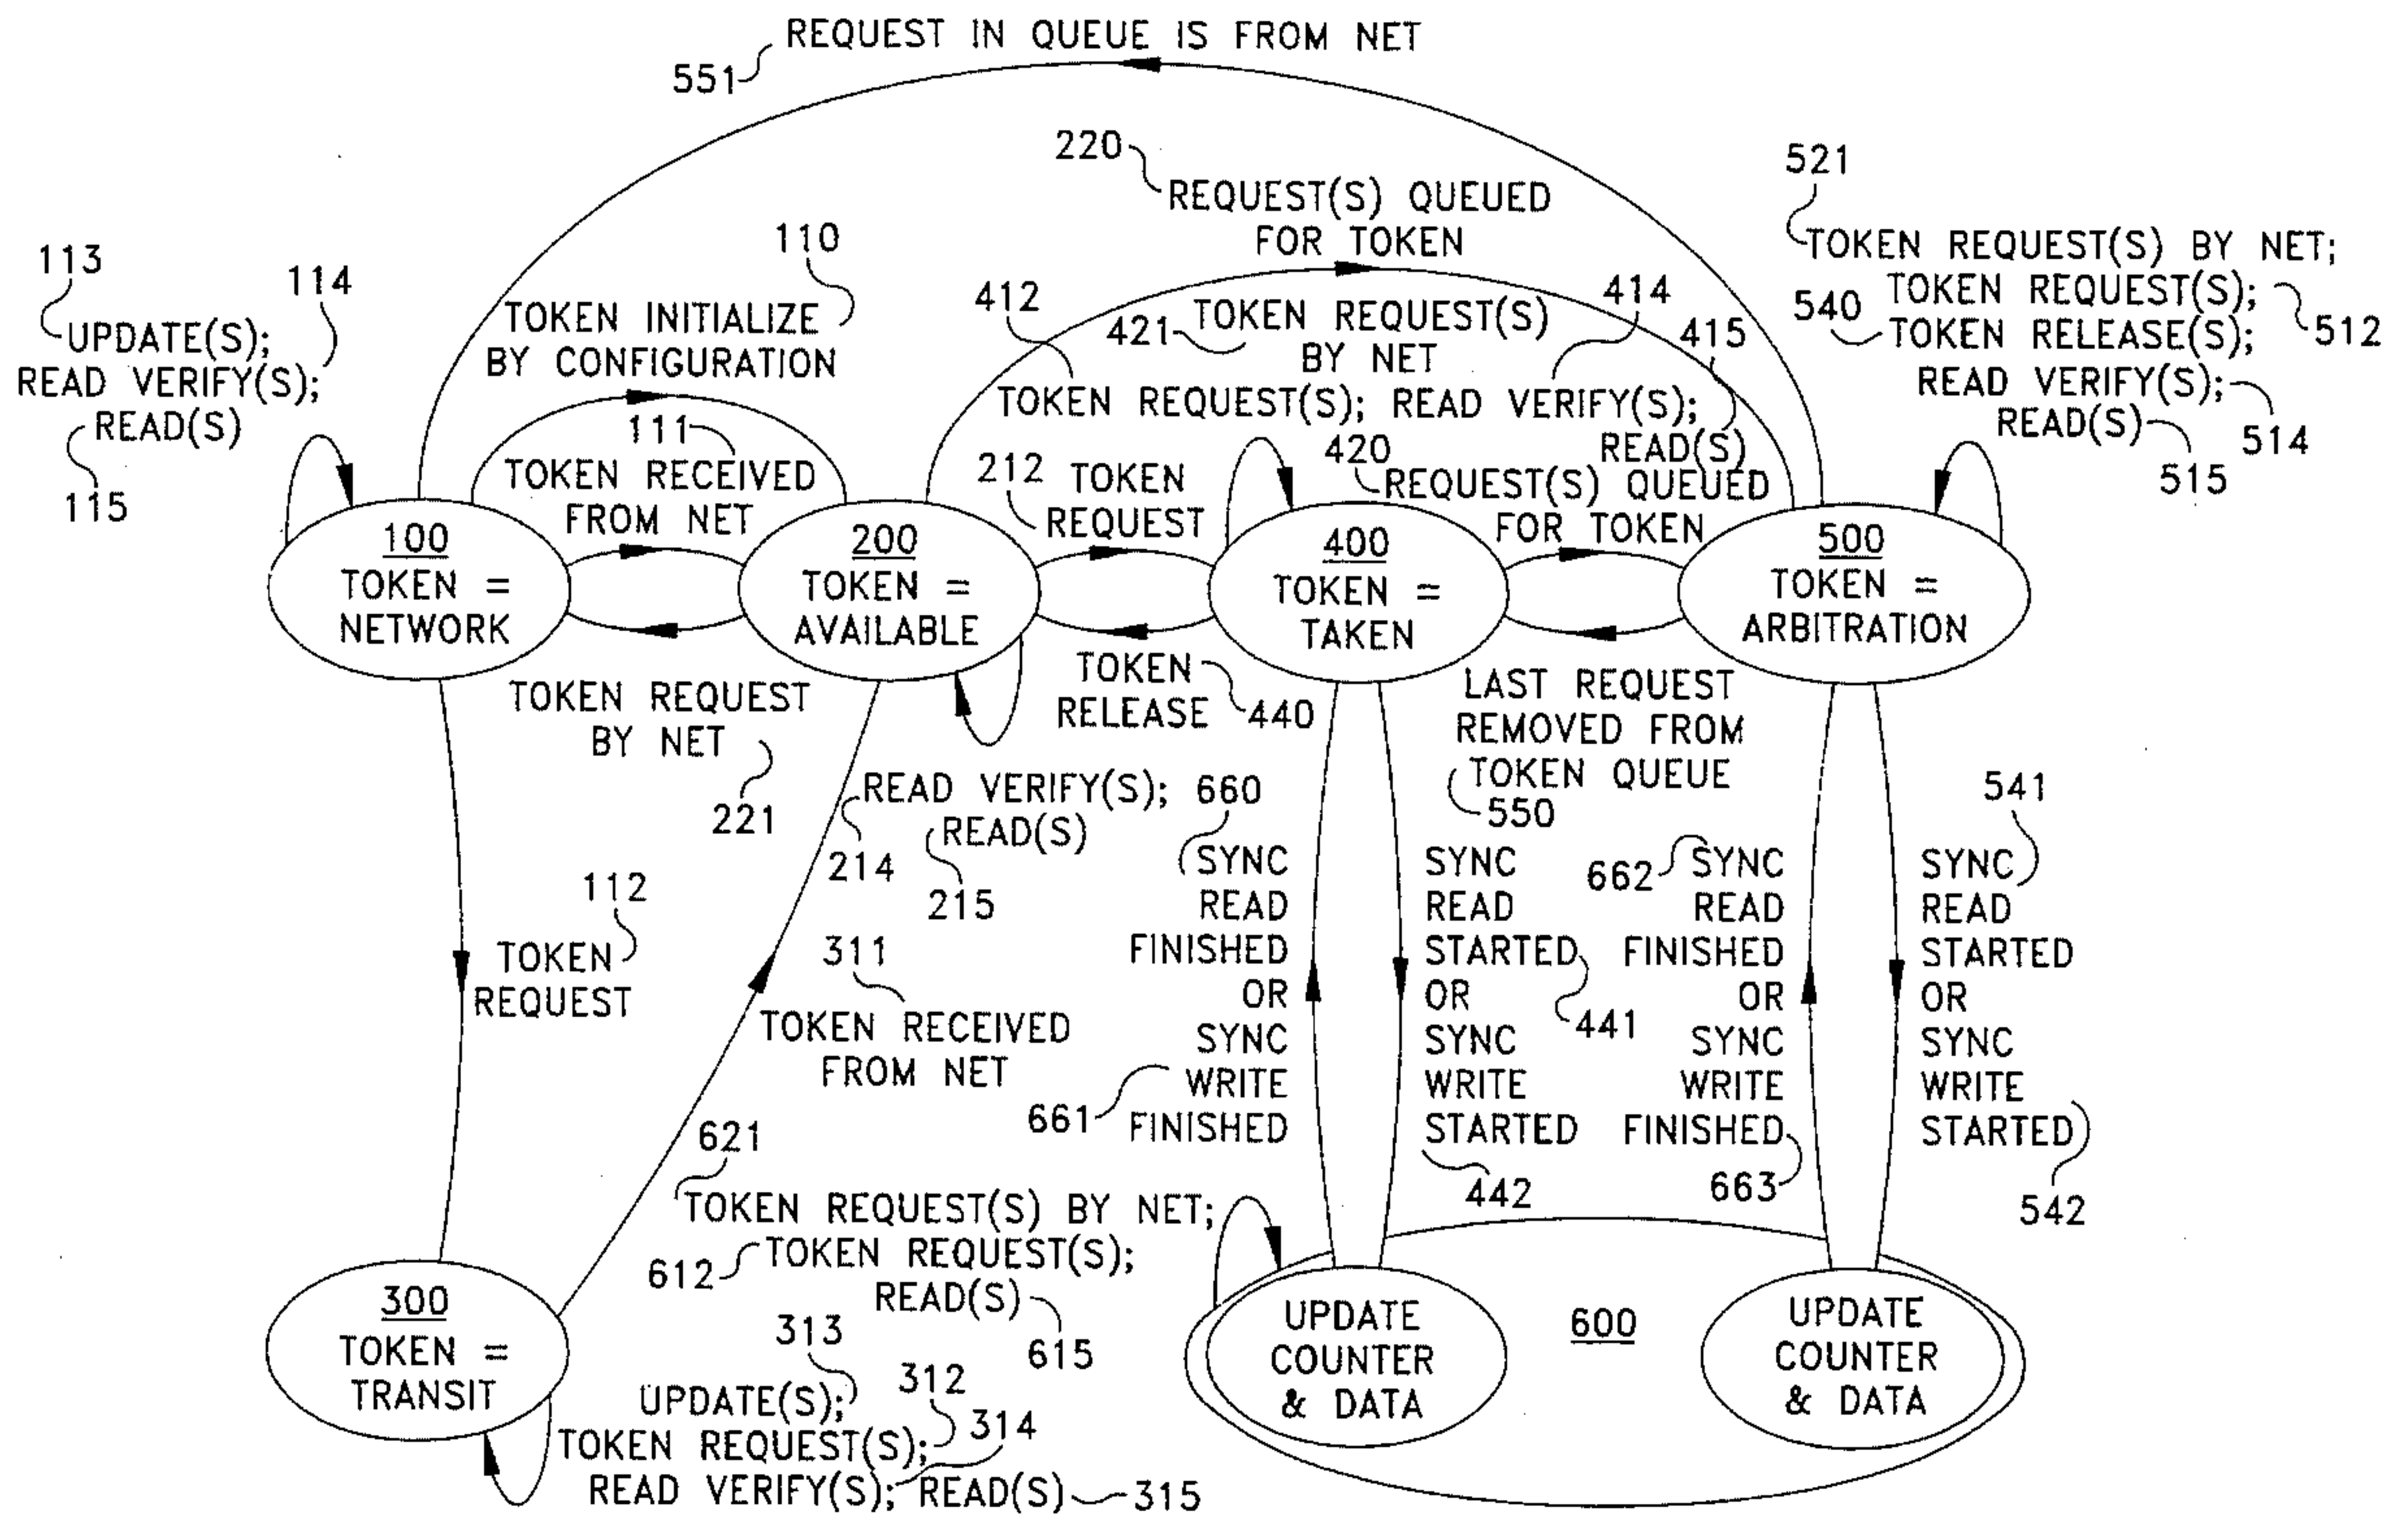 REQUEST IN QUEUE IS FROM NET
551
220
REQUEST(S) QUEUED
FOR TOKEN
521
TOKEN REQUEST(S) BY NET;
TOKEN REQUEST(S);
512
540
TOKEN RELEASE(S);
READ VERIFY(S);
514
READ(S)
515
113
114
UPDATE(S);
READ VERIFY(S);
READ(S)
115
110
TOKEN INITIALIZE
BY CONFIGURATION
111
TOKEN RECEIVED
FROM NET
412
421
TOKEN REQUEST(S)
BY NET
414
415
TOKEN REQUEST(S); READ VERIFY(S);
READ(S)
212
TOKEN
REQUEST
420
REQUEST(S) QUEUED
FOR TOKEN
100
TOKEN =
NETWORK
200
TOKEN =
AVAILABLE
400
TOKEN =
TAKEN
500
TOKEN =
ARBITRATION
TOKEN REQUEST
BY NET
221
TOKEN
RELEASE
440
LAST REQUEST
REMOVED FROM
TOKEN QUEUE
550
READ VERIFY(S);
READ(S)
214
215
112
TOKEN
REQUEST
311
TOKEN RECEIVED
FROM NET
660
SYNC
READ
FINISHED
OR
SYNC
WRITE
FINISHED
661
SYNC
READ
STARTED
OR
SYNC
WRITE
STARTED
441
442
662
SYNC
READ
FINISHED
OR
SYNC
WRITE
FINISHED
663
541
SYNC
READ
STARTED
OR
SYNC
WRITE
STARTED
542
621
TOKEN REQUEST(S) BY NET;
612
TOKEN REQUEST(S);
READ(S)
615
300
TOKEN =
TRANSIT
313
UPDATE(S);
312
TOKEN REQUEST(S);
314
READ VERIFY(S); READ(S)
315
UPDATE
COUNTER
& DATA
600
UPDATE
COUNTER
& DATA